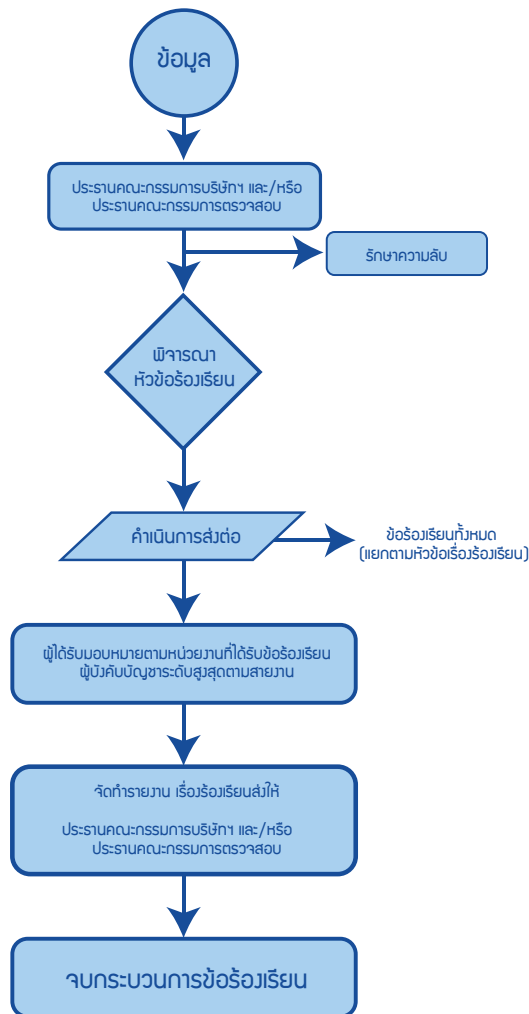 ข้อมูล
ประธานคณะกรรมการบริษัทฯ และ/หรือ
ประธานคณะกรรมการตรวจสอบ
รักษาความลับ
พิจารณา
หัวข้อร้องเรียน
ดำเนินการส่งต่อ
ข้อร้องเรียนทั้งหมด
(แยกตามหัวข้อเรื่องร้องเรียน)
ผู้ได้รับมอบหมายตามหน่วยงานที่ได้รับข้อร้องเรียน
ผู้บังคับบัญชาระดับสูงสุดตามสายงาน
จัดทำรายงาน เรื่องร้องเรียนส่งให้
ประธานคณะกรรมการบริษัทฯ และ/หรือ
ประธานคณะกรรมการตรวจสอบ
จบกระบวนการข้อร้องเรียน